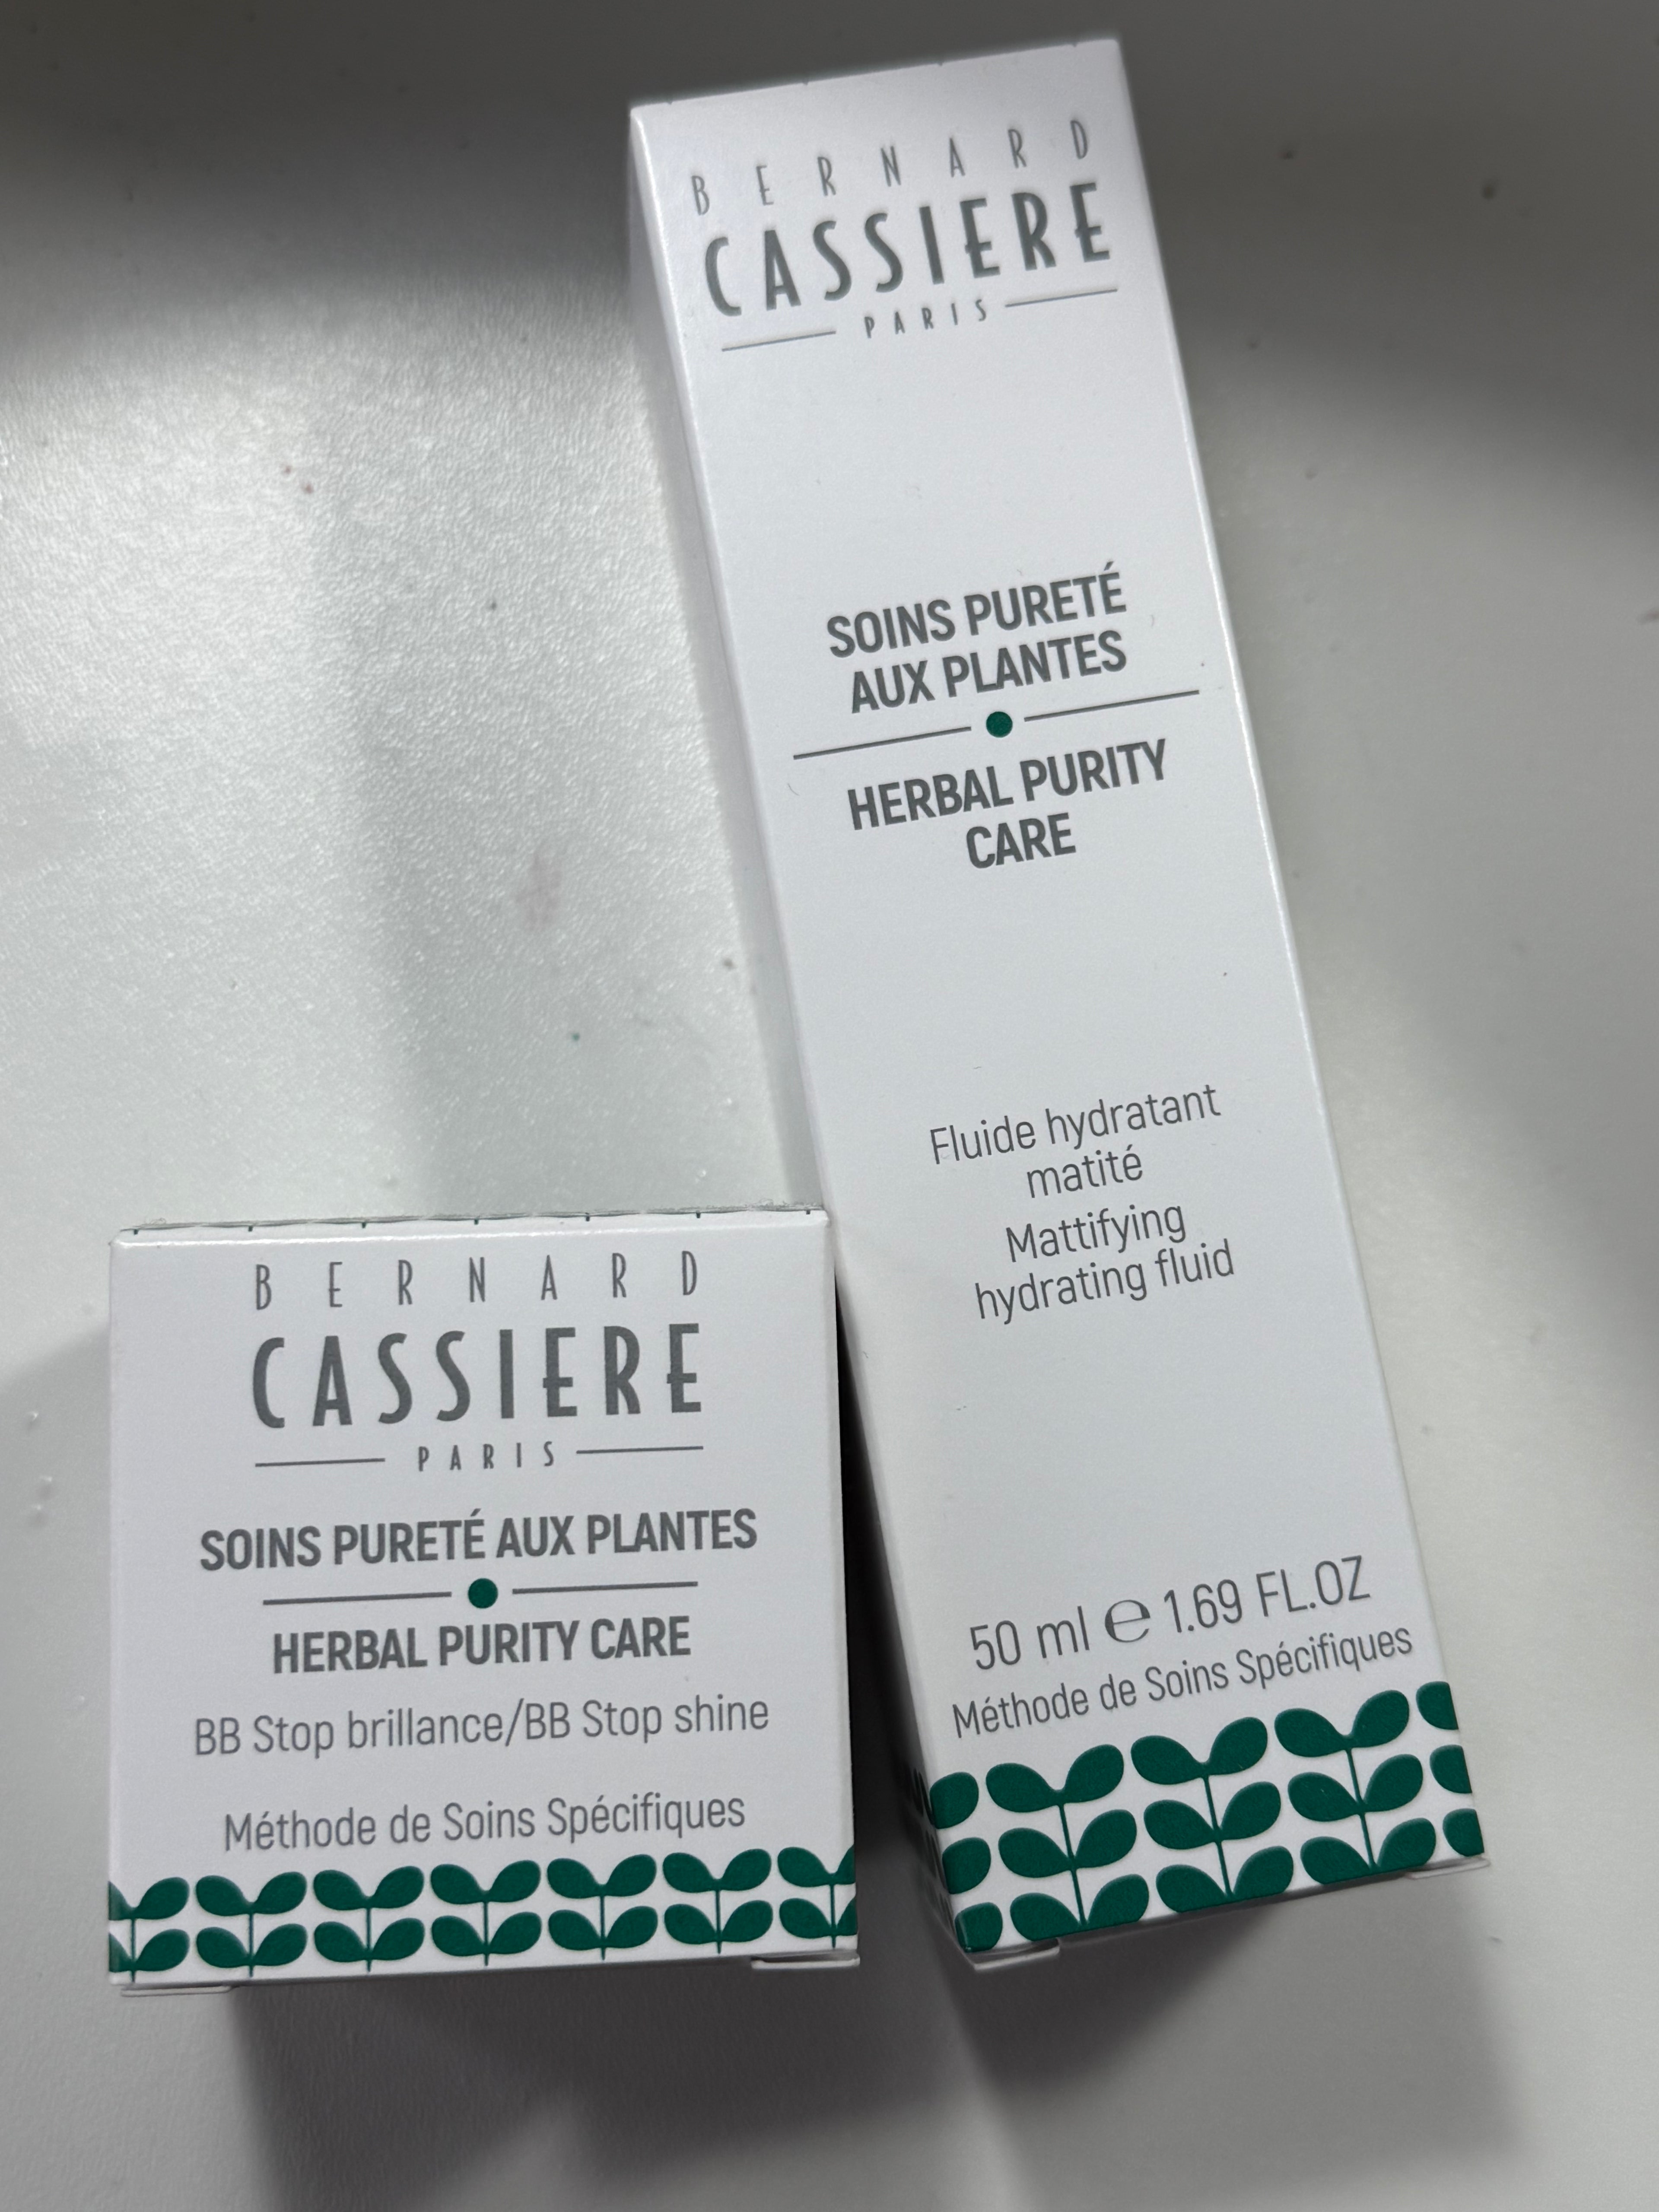 BERNARD
CASSIERE
PARIS
SOINS PURETÉ
AUX PLANTES
HERBAL PURITY
CARE
Fluide hydratant
matité
Mattifying
hydrating fluid
50 ml ℮ 1.69 FL.OZ
Méthode de Soins Spécifiques
BERNARD
CASSIERE
PARIS
SOINS PURETÉ AUX PLANTES
HERBAL PURITY CARE
BB Stop brillance/BB Stop shine
Méthode de Soins Spécifiques